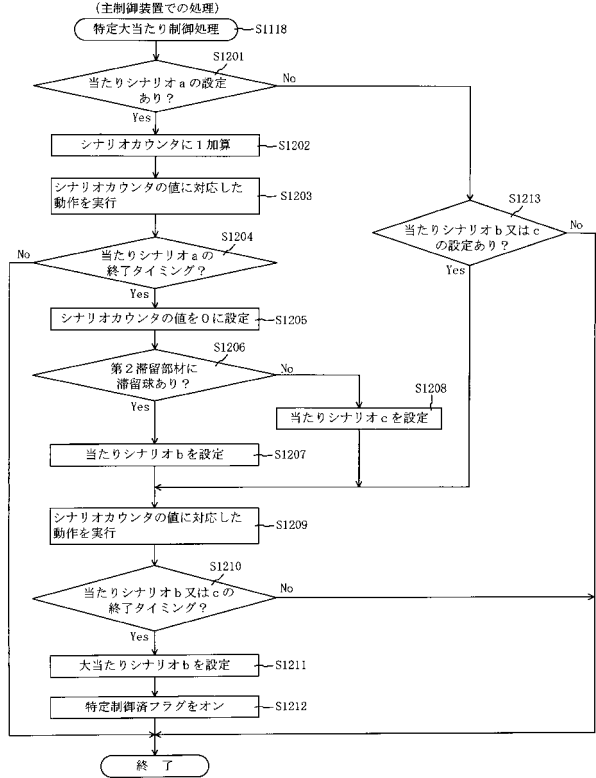 (主制御装置での処理)
特定大当たり制御処理
S1118
S1201
当たりシナリオaの設定
あり?
No
Yes
シナリオカウンタに1加算
S1202
シナリオカウンタの値に対応した
動作を実行
S1203
S1213
当たりシナリオb又はc
の設定あり?
No
Yes
S1204
No
当たりシナリオaの
終了タイミング?
Yes
シナリオカウンタの値を0に設定
S1205
S1206
第2滞留部材に
滞留球あり?
No
Yes
S1208
当たりシナリオcを設定
当たりシナリオbを設定
S1207
シナリオカウンタの値に対応した
動作を実行
S1209
S1210
当たりシナリオb又はcの
終了タイミング?
No
Yes
大当たりシナリオbを設定
S1211
特定制御済フラグをオン
S1212
終 了